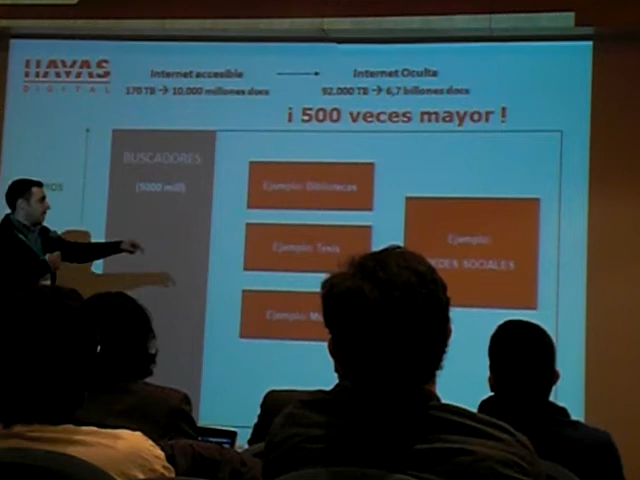 HAVAS
DIGITAL
Internet accesible
Internet Oculta
170 TB → 10,000 millones docs
92.000 TB → 6,7 billones docs
¡ 500 veces mayor !
BUSCADORES
(5000 mill)
Ejemplo: Bibliotecas
Ejemplo: Tesis
Ejemplo:
Ejemplo:
SOCIALES